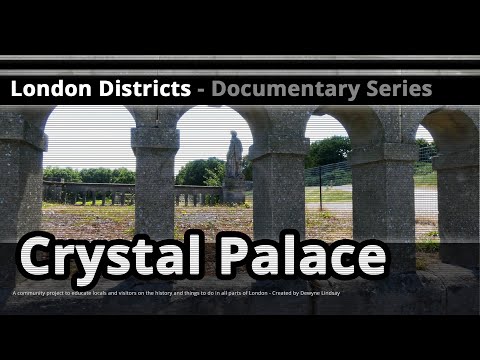 London Districts - Documentary Series
Crystal Palace
A community project to educate locals and visitors on the history and things to do in all parts of London - Created by Dewyne Lindsay